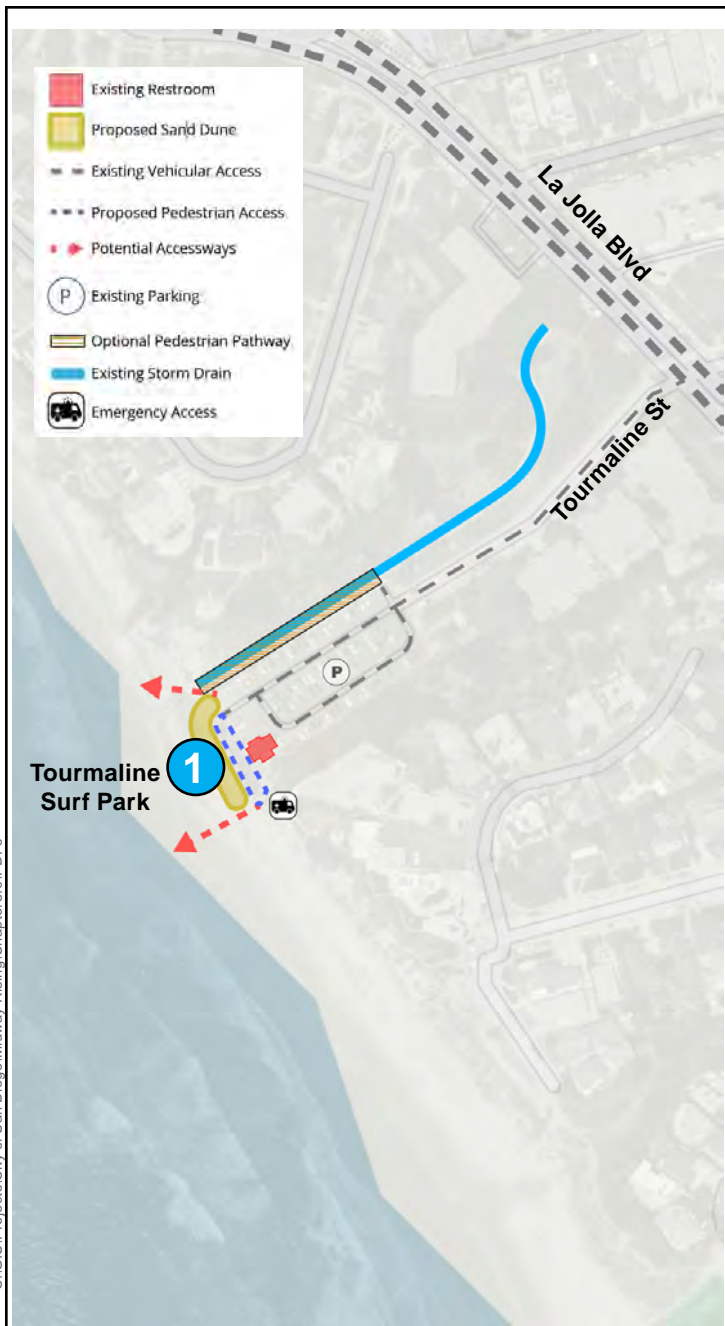 Existing Restroom
Proposed Sand Dune
Existing Vehicular Access
Proposed Pedestrian Access
Potential Accessways
P
Existing Parking
Optional Pedestrian Pathway
Existing Storm Drain
Emergency Access
La Jolla Blvd
Tourmaline St
P
1
Tourmaline
Surf Park